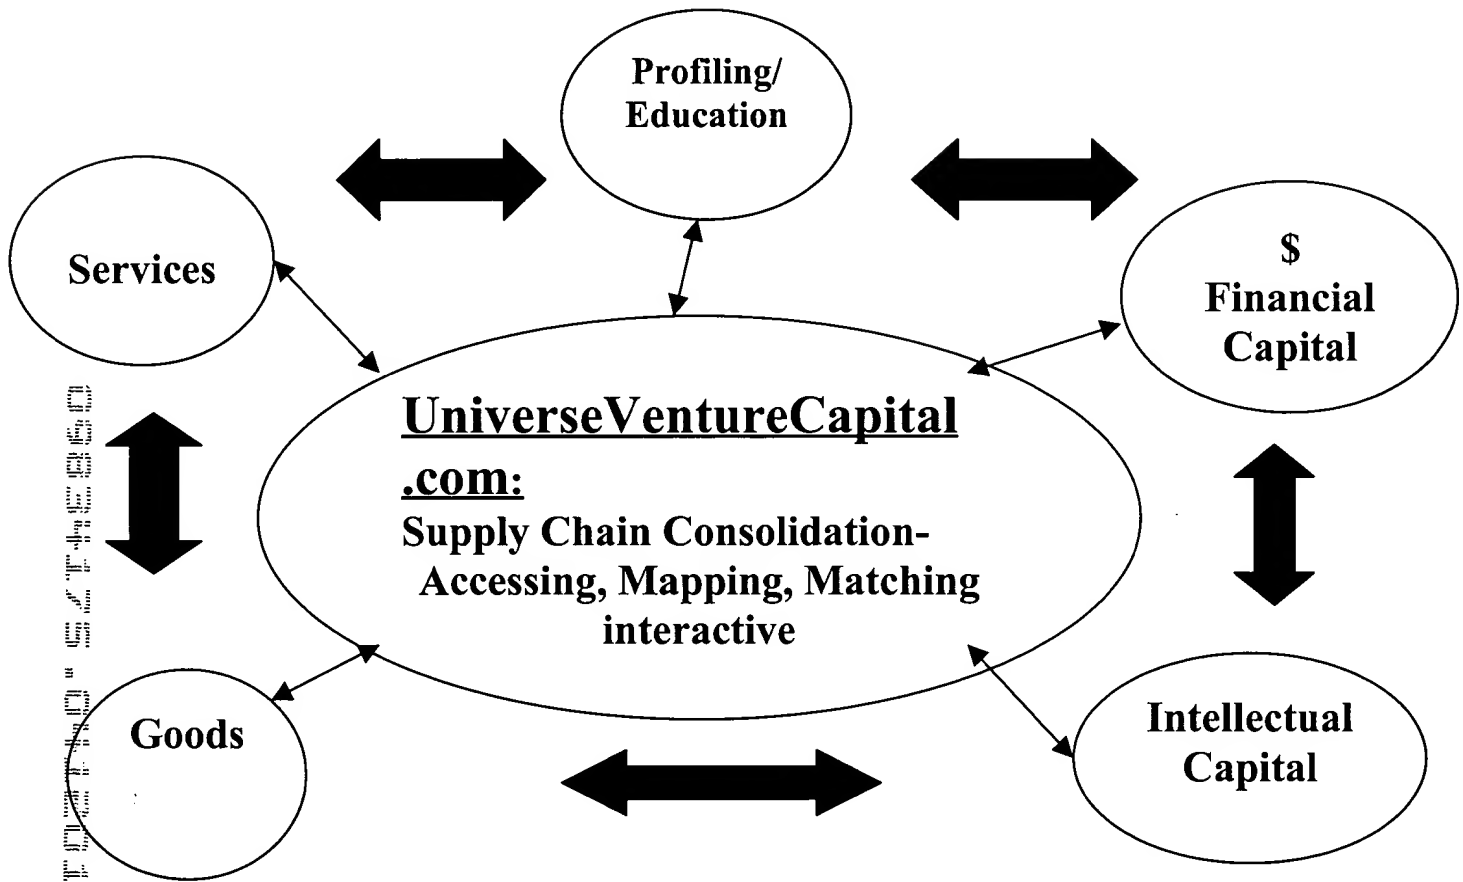 Profiling/
Education
Services
$
Financial
Capital
UniverseVentureCapital
.com:
Supply Chain Consolidation-
Accessing, Mapping, Matching
interactive
Goods
Intellectual
Capital